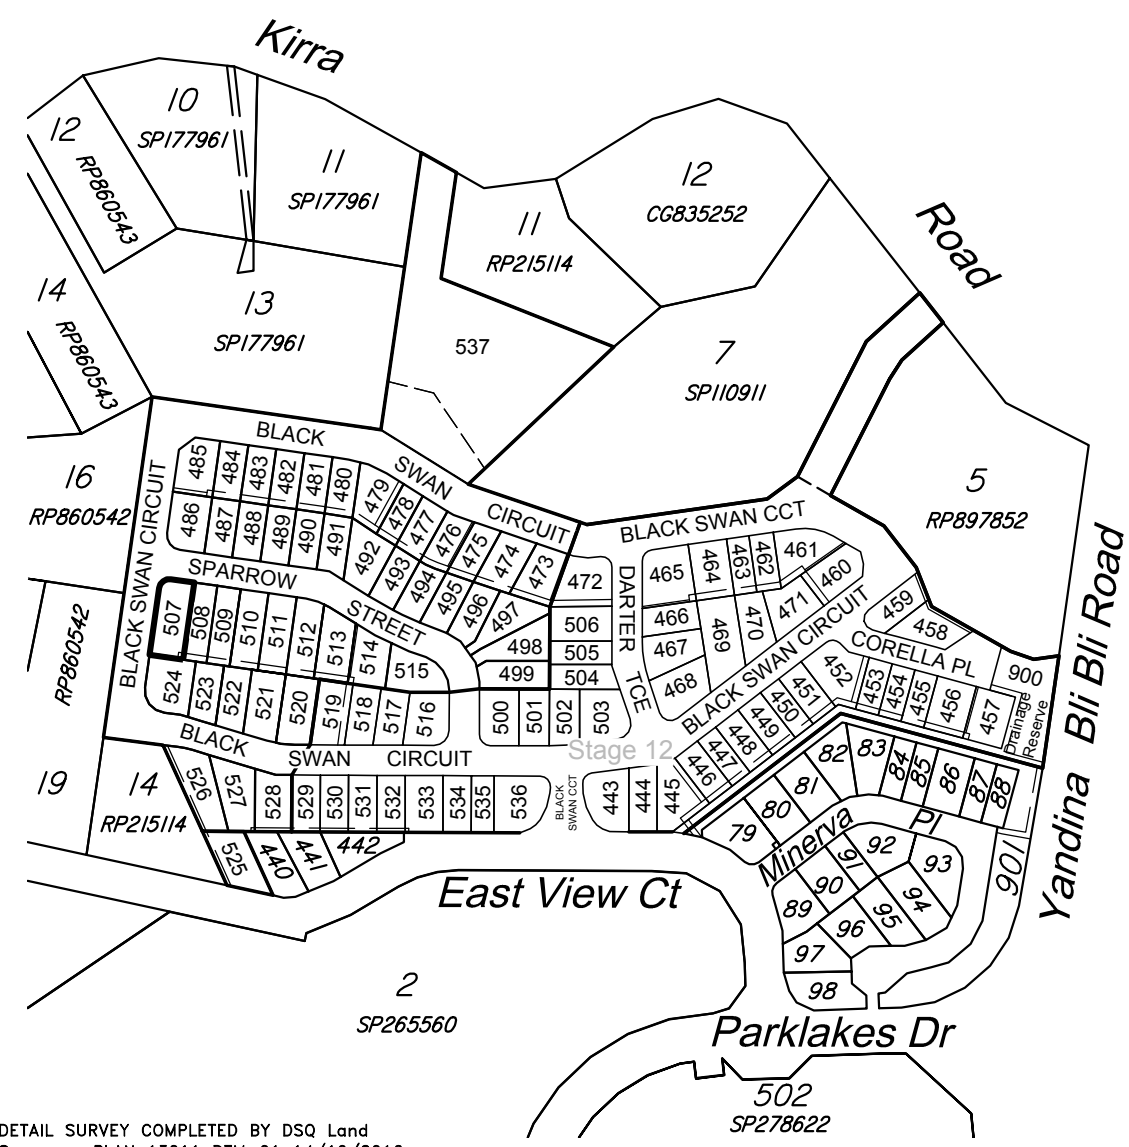 Kirra
Road
10
SP177961
12
RP860543
11
SP177961
12
CG835252
11
RP215114
14
RP860543
13
SP177961
537
7
SP110911
5
RP897852
16
RP860542
BLACK SWAN CIRCUIT
BLACK SWAN CIRCUIT
BLACK SWAN CCT
485 484 483 482 481 480 479 478 477 476 475 474 473
486 487 488 489 490 491 492 493 494 495 496 497
498
499
472
506
505
504
DARTER TCE
465 464 463 462 461 460
466
467
468
469 470 471
BLACK SWAN CIRCUIT
459
458
CORELLA PL
900
Drainage
Reserve
452 453 454 455 456 457
451 450 449 448 447 446
SPARROW STREET
507 508 509 510 511 512 513 514 515
524 523 522 521 520 519 518 517 516
500 501 502 503
RP860542
BLACK SWAN CIRCUIT
Stage 12
19
14
RP215114
526 527 528 529 530 531 532 533 534 535 536
BLACK
SWAN CCT
443 444 445
525 440 441 442
79 80 81 82 83 84 85 86 87 88
Minerva Pl
89 90 91 92 93
94 95 96
97
98
901
Yandina Bli Bli Road
East View Ct
2
SP265560
Parklakes Dr
502
SP278622
DETAIL SURVEY COMPLETED BY DSQ Land